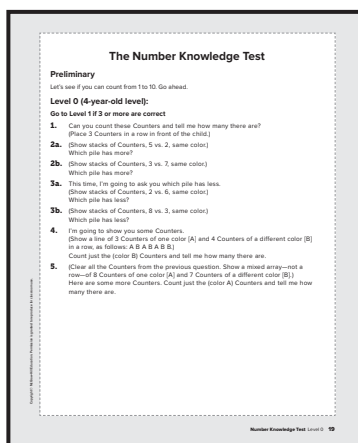 The Number Knowledge Test
Preliminary
Let's see if you can count from 1 to 10. Go ahead.
Level 0 (4-year-old level):
Go to Level 1 if 3 or more are correct
1. Can you count these Counters and tell me how many there are?
(Place 3 Counters in a row in front of the child.)
2a. (Show stacks of Counters, 5 vs. 2, same color.)
Which pile has more?
2b. (Show stacks of Counters, 3 vs. 7, same color.)
Which pile has more?
3a. This time, I'm going to ask you which pile has less.
(Show stacks of Counters, 2 vs. 6, same color.)
Which pile has less?
3b. (Show stacks of Counters, 8 vs. 3, same color.)
Which pile has less?
4. I'm going to show you some Counters.
(Show a line of 3 Counters of one color [A] and 4 Counters of a different color [B]
in a row, as follows: A B A B A B B.)
Count just the (color B) Counters and tell me how many there are.
5. (Clear all the Counters from the previous question. Show a mixed array—not a
row—of 8 Counters of one color [A] and 7 Counters of a different color [B].)
Here are some more Counters. Count just the (color A) Counters and tell me how
many there are.
Number Knowledge Test Level 0 19